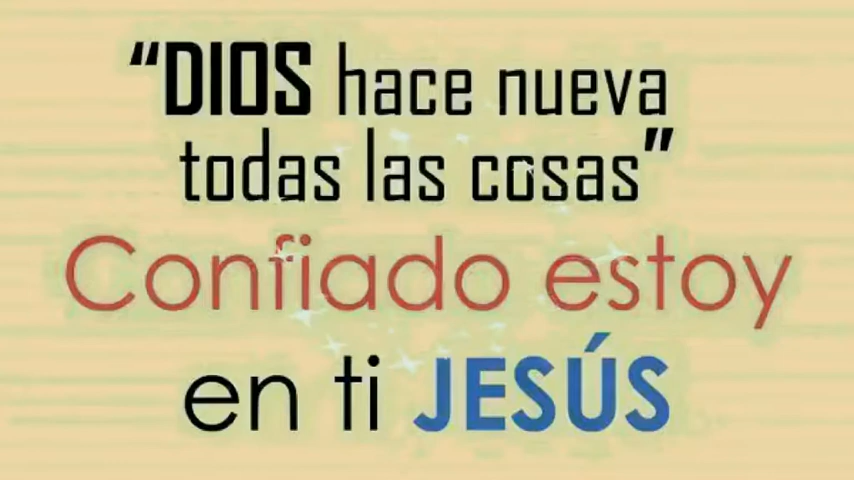 “DIOS hace nueva
todas las cosas”
Confiado estoy
en ti JESÚS